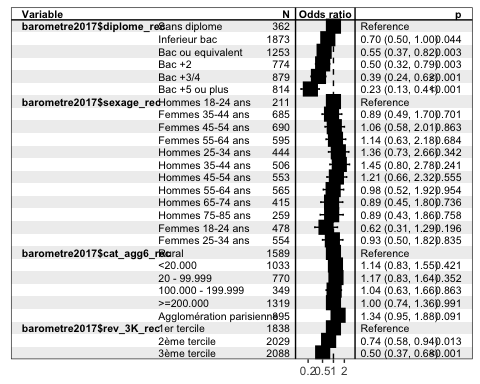 Variable N Odds ratio p
barometre2017$diplome_rec Sans diplome 362 Reference
Inferieur bac 1873 0.70 (0.50, 1.00) 0.044
Bac ou equivalent 1253 0.55 (0.37, 0.82) 0.003
Bac +2 774 0.50 (0.32, 0.79) 0.003
Bac +3/4 879 0.39 (0.24, 0.62) <0.001
Bac +5 ou plus 814 0.23 (0.13, 0.41) <0.001
barometre2017$sexage_rec Hommes 18-24 ans 211 Reference
Femmes 35-44 ans 685 0.89 (0.49, 1.70) 0.701
Femmes 45-54 ans 690 1.06 (0.58, 2.01) 0.863
Femmes 55-64 ans 595 1.14 (0.63, 2.18) 0.684
Hommes 25-34 ans 444 1.36 (0.73, 2.66) 0.342
Hommes 35-44 ans 506 1.45 (0.80, 2.78) 0.241
Hommes 45-54 ans 553 1.21 (0.66, 2.32) 0.535
Hommes 55-64 ans 565 0.98 (0.52, 1.92) 0.954
Hommes 65-74 ans 415 0.89 (0.45, 1.80) 0.736
Hommes 75-85 ans 259 0.89 (0.43, 1.86) 0.758
Femmes 18-24 ans 478 0.62 (0.31, 1.29) 0.196
Femmes 25-34 ans 554 0.93 (0.50, 1.82) 0.835
barometre2017$cat_agg6_rec Rural 1589 Reference
<20.000 1033 1.14 (0.83, 1.55) 0.421
20 - 99.999 770 1.17 (0.83, 1.64) 0.352
100.000 - 199.999 349 1.04 (0.63, 1.66) 0.863
>=200.000 1319 1.00 (0.74, 1.36) 0.991
Agglomération parisienne 895 1.34 (0.95, 1.88) 0.091
barometre2017$rev_3K_rec 1er tercile 1838 Reference
2ème tercile 2029 0.74 (0.58, 0.94) 0.013
3ème tercile 2088 0.50 (0.37, 0.68) <0.001
0.2 0.5 1 2